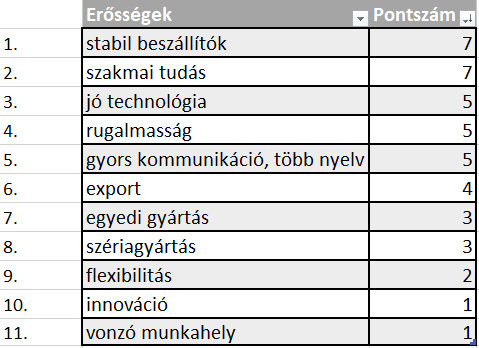 Erősségek Pontszám
1. stabil beszállítók 7
2. szakmai tudás 7
3. jó technológia 5
4. rugalmasság 5
5. gyors kommunikáció, több nyelv 5
6. export 4
7. egyedi gyártás 3
8. szériagyártás 3
9. flexibilitás 2
10. innováció 1
11. vonzó munkahely 1